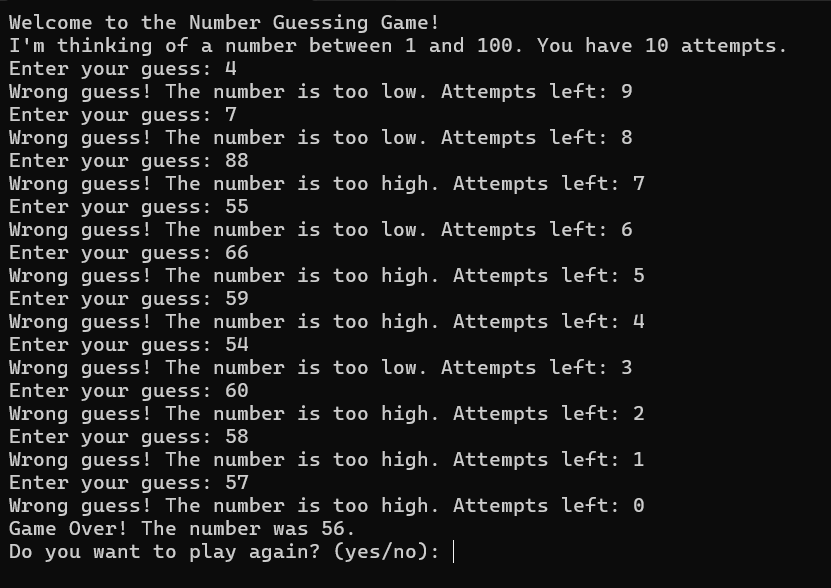 Welcome to the Number Guessing Game!
I'm thinking of a number between 1 and 100. You have 10 attempts.
Enter your guess: 4
Wrong guess! The number is too low. Attempts left: 9
Enter your guess: 7
Wrong guess! The number is too low. Attempts left: 8
Enter your guess: 88
Wrong guess! The number is too high. Attempts left: 7
Enter your guess: 55
Wrong guess! The number is too low. Attempts left: 6
Enter your guess: 66
Wrong guess! The number is too high. Attempts left: 5
Enter your guess: 59
Wrong guess! The number is too high. Attempts left: 4
Enter your guess: 54
Wrong guess! The number is too low. Attempts left: 3
Enter your guess: 60
Wrong guess! The number is too high. Attempts left: 2
Enter your guess: 58
Wrong guess! The number is too high. Attempts left: 1
Enter your guess: 57
Wrong guess! The number is too high. Attempts left: 0
Game Over! The number was 56.
Do you want to play again? (yes/no):